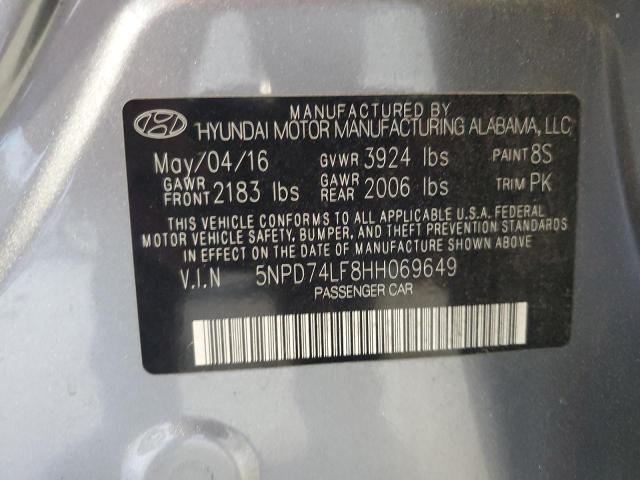 MANUFACTURED BY
HYUNDAI MOTOR MANUFACTURING ALABAMA, LLC
May/04/16 GVWR 3924 lbs PAINT 8S
GAWR FRONT 2183 lbs GAWR REAR 2006 lbs TRIM PK
THIS VEHICLE CONFORMS TO ALL APPLICABLE U.S.A. FEDERAL
MOTOR VEHICLE SAFETY, BUMPER, AND THEFT PREVENTION STANDARDS
IN EFFECT ON THE DATE OF MANUFACTURE SHOWN ABOVE
V.I.N 5NPD74LF8HH069649
PASSENGER CAR